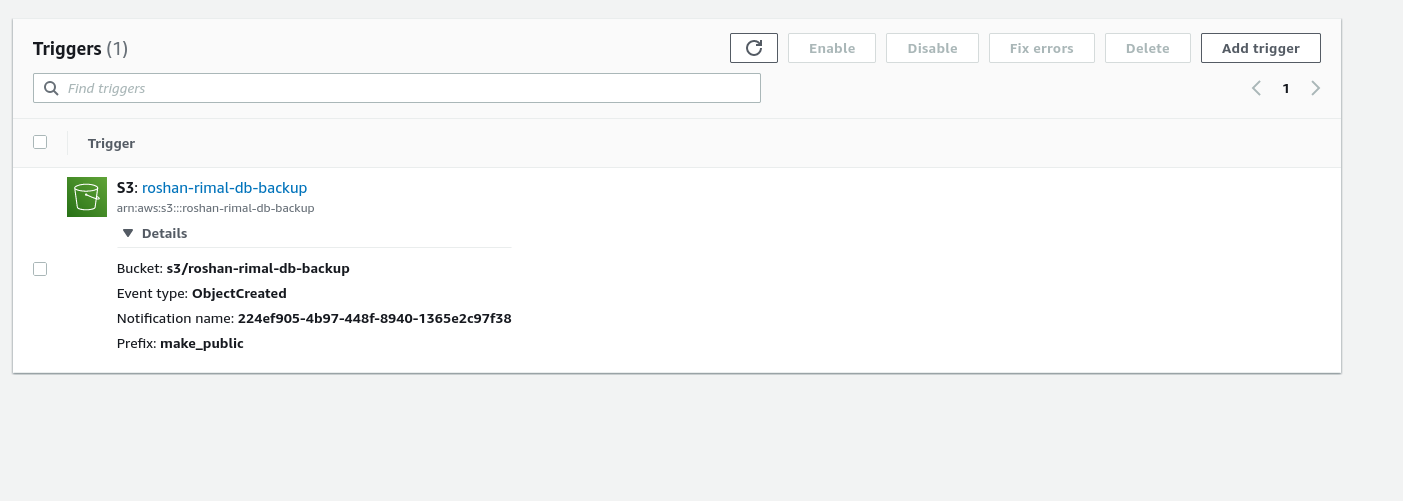 Triggers (1)
Enable Disable Fix errors Delete Add trigger
Find triggers
1
Trigger
S3: roshan-rimal-db-backup
arn:aws:s3:::roshan-rimal-db-backup
Details
Bucket: s3/roshan-rimal-db-backup
Event type: ObjectCreated
Notification name: 224ef905-4b97-448f-8940-1365e2c97f38
Prefix: make_public